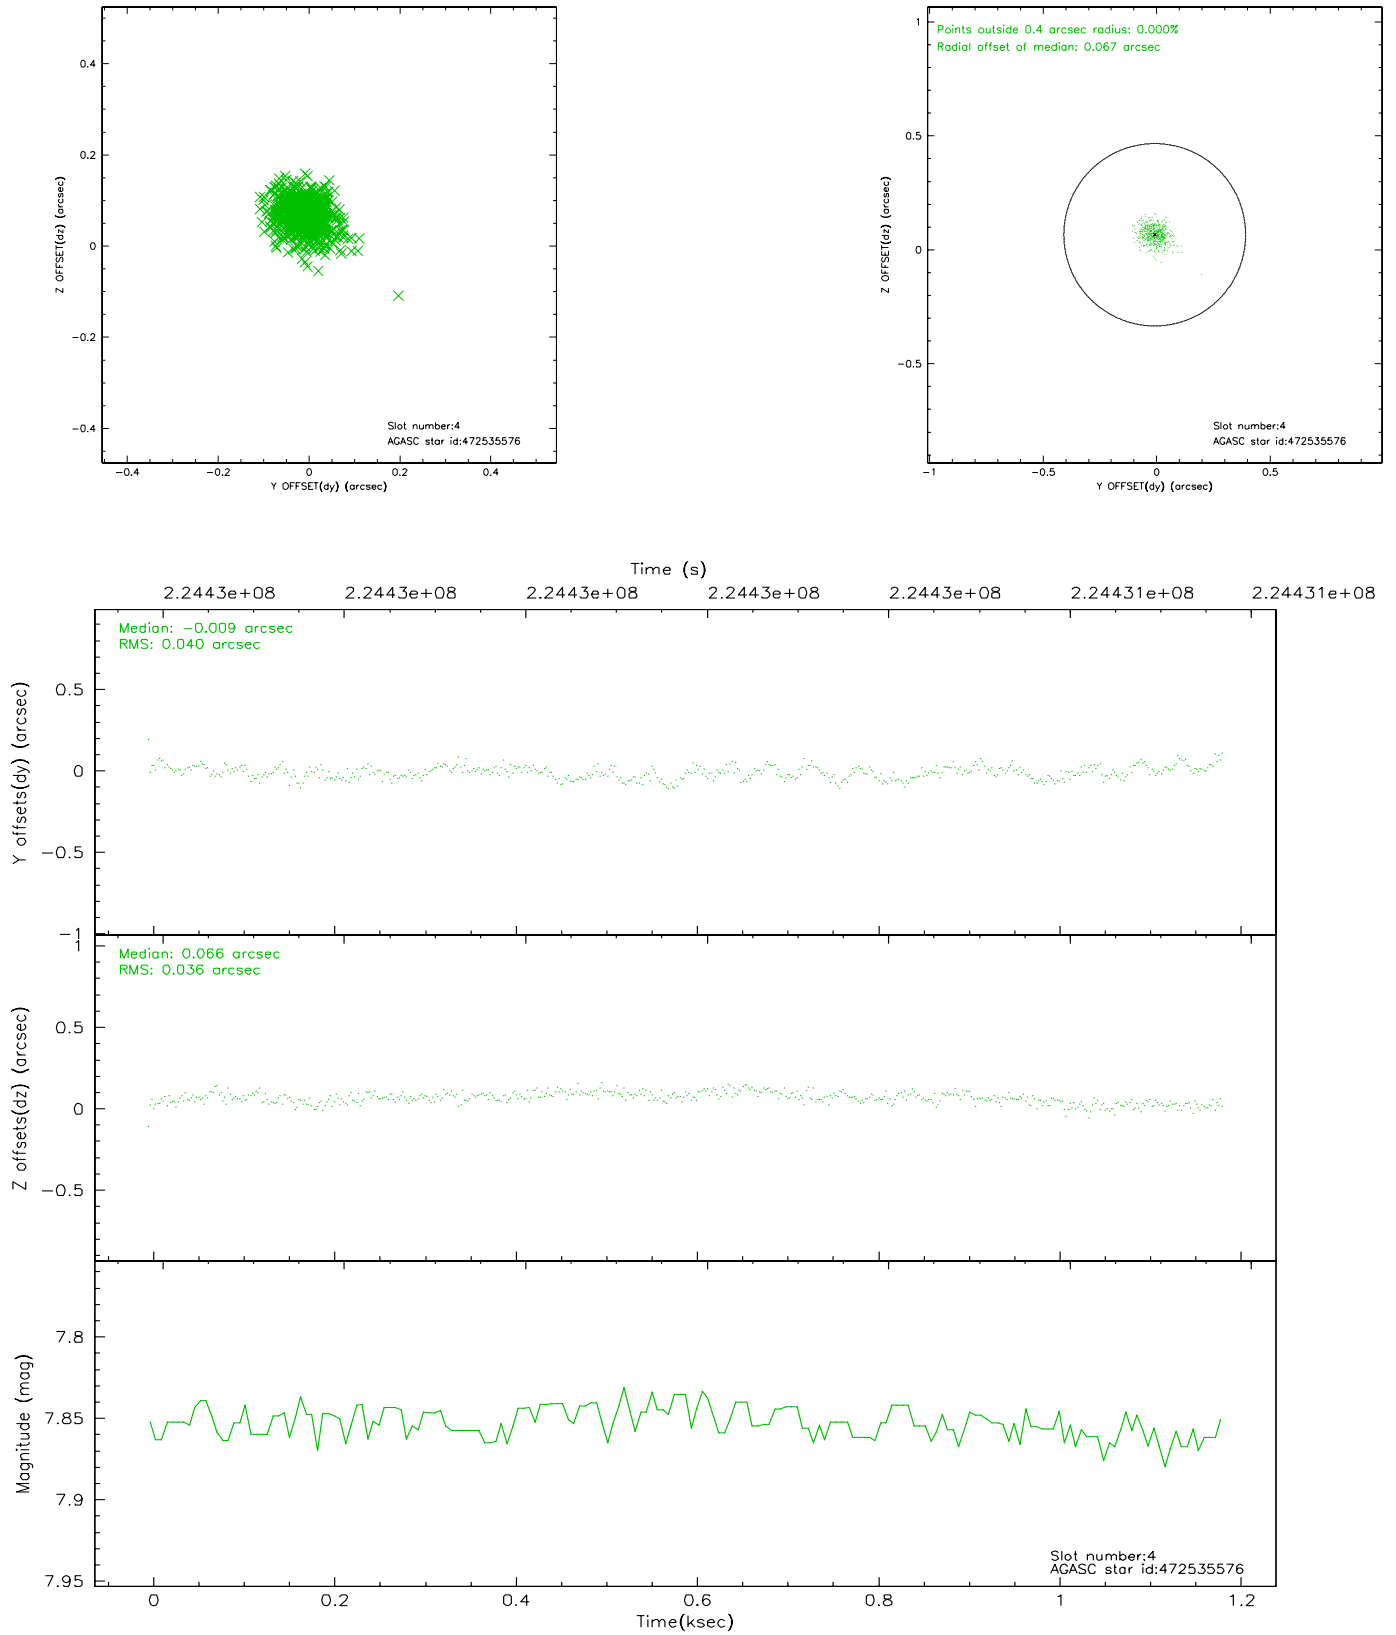 0.4
0.2
0
−0.2
−0.4
Z OFFSET(dz) (arcsec)
Slot number:4
AGASC star id:472535576
−0.4 −0.2 0 0.2 0.4
Y OFFSET(dy) (arcsec)
Points outside 0.4 arcsec radius: 0.000%
Radial offset of median: 0.067 arcsec
1
0.5
0
−0.5
Z OFFSET(dz) (arcsec)
Slot number:4
AGASC star id:472535576
−1 −0.5 0 0.5
Y OFFSET(dy) (arcsec)
Time (s)
2.2443e+08 2.2443e+08 2.2443e+08 2.2443e+08 2.2443e+08 2.24431e+08 2.24431e+08
Median: −0.009 arcsec
RMS: 0.040 arcsec
0.5
0
−0.5
−1
Y offsets(dy) (arcsec)
Median: 0.066 arcsec
RMS: 0.036 arcsec
1
0.5
0
−0.5
Z offsets(dz) (arcsec)
7.8
7.85
7.9
7.95
Magnitude (mag)
Slot number:4
AGASC star id:472535576
0 0.2 0.4 0.6 0.8 1 1.2
Time(ksec)